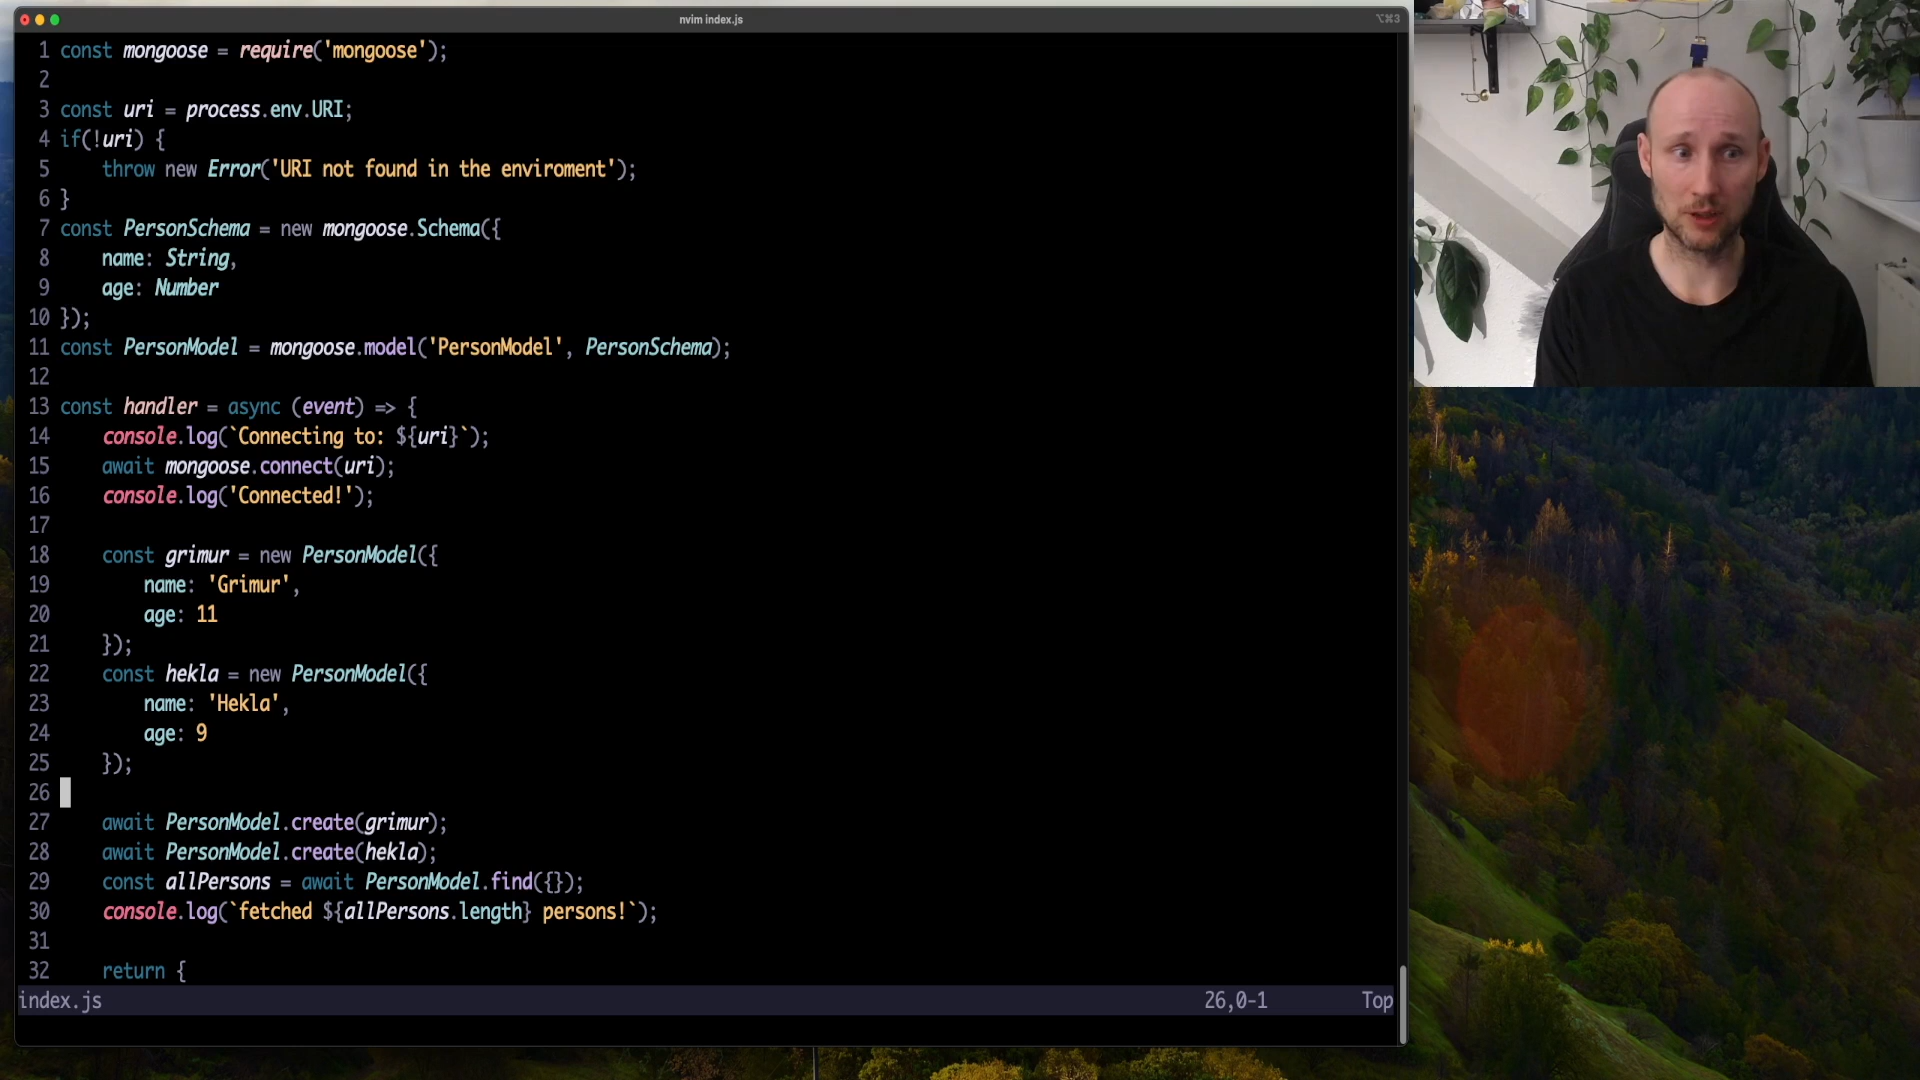 nvim index.js
⌥⌘3
1 const mongoose = require('mongoose');
2
3 const uri = process.env.URI;
4 if(!uri) {
5     throw new Error('URI not found in the enviroment');
6 }
7 const PersonSchema = new mongoose.Schema({
8     name: String,
9     age: Number
10 });
11 const PersonModel = mongoose.model('PersonModel', PersonSchema);
12
13 const handler = async (event) => {
14     console.log(`Connecting to: ${uri}`);
15     await mongoose.connect(uri);
16     console.log('Connected!');
17
18     const grimur = new PersonModel({
19         name: 'Grimur',
20         age: 11
21     });
22     const hekla = new PersonModel({
23         name: 'Hekla',
24         age: 9
25     });
26
27     await PersonModel.create(grimur);
28     await PersonModel.create(hekla);
29     const allPersons = await PersonModel.find({});
30     console.log(`fetched ${allPersons.length} persons!`);
31
32     return {
index.js 26,0-1 Top